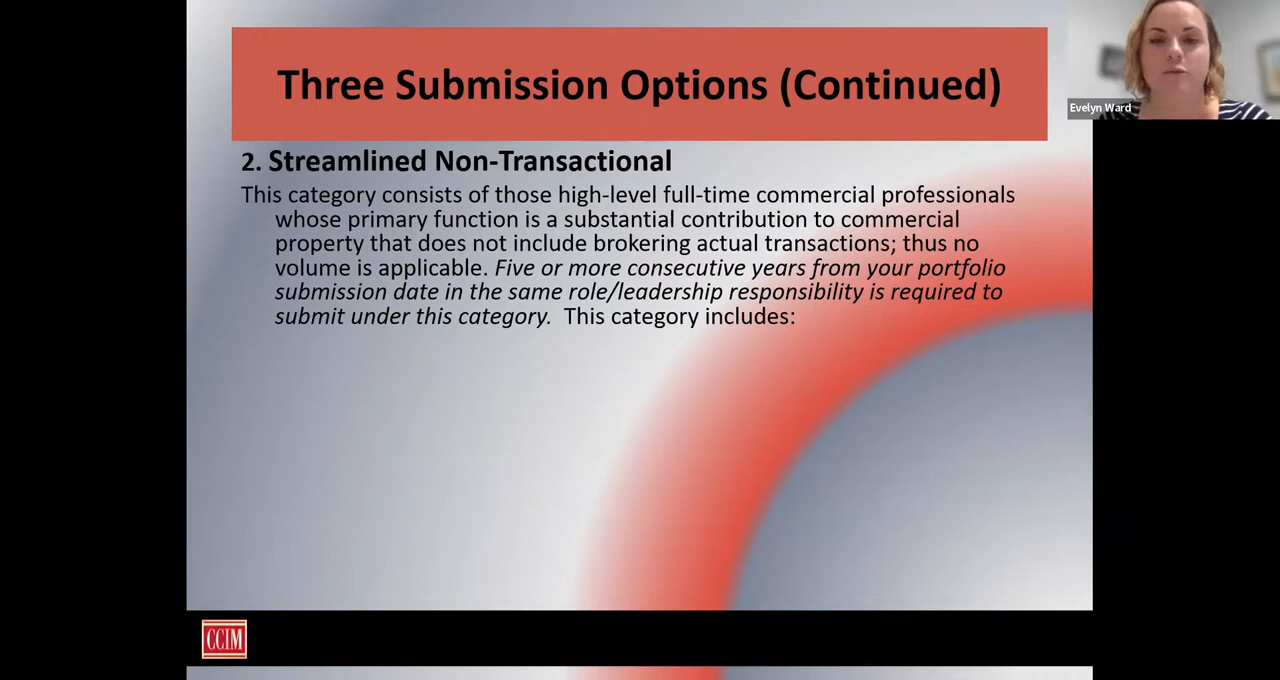 Three Submission Options (Continued)
Evelyn Ward
2. Streamlined Non-Transactional
This category consists of those high-level full-time commercial professionals
whose primary function is a substantial contribution to commercial
property that does not include brokering actual transactions; thus no
volume is applicable. Five or more consecutive years from your portfolio
submission date in the same role/leadership responsibility is required to
submit under this category.  This category includes:
CCIM